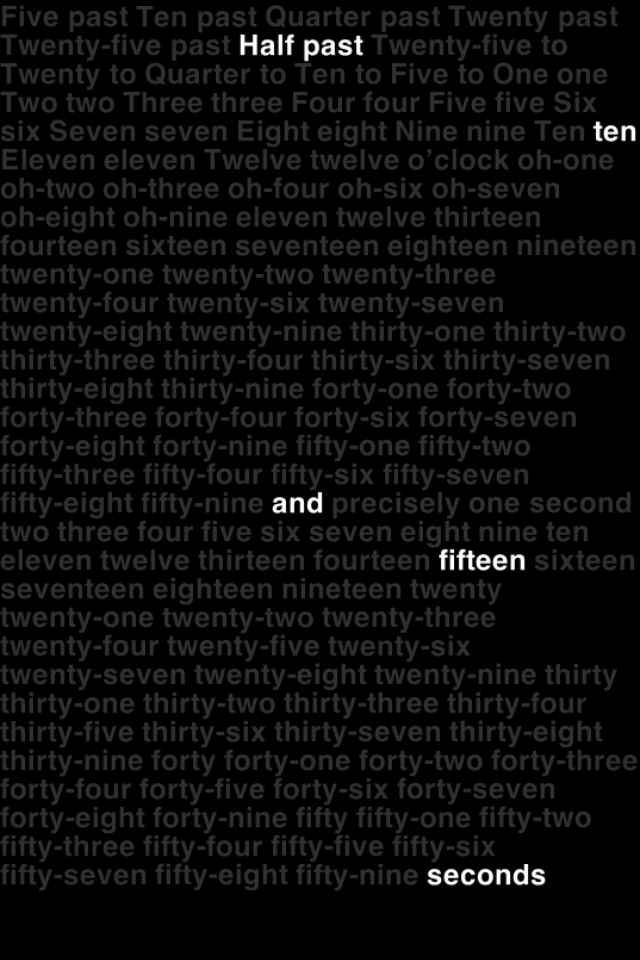 Five past Ten past Quarter past Twenty past
Twenty-five past Half past Twenty-five to
Twenty to Quarter to Ten to Five to One one
Two two Three three Four four Five five Six
six Seven seven Eight eight Nine nine Ten ten
Eleven eleven Twelve twelve o’clock oh-one
oh-two oh-three oh-four oh-six oh-seven
oh-eight oh-nine eleven twelve thirteen
fourteen sixteen seventeen eighteen nineteen
twenty-one twenty-two twenty-three
twenty-four twenty-six twenty-seven
twenty-eight twenty-nine thirty-one thirty-two
thirty-three thirty-four thirty-six thirty-seven
thirty-eight thirty-nine forty-one forty-two
forty-three forty-four forty-six forty-seven
forty-eight forty-nine fifty-one fifty-two
fifty-three fifty-four fifty-six fifty-seven
fifty-eight fifty-nine and precisely one second
two three four five six seven eight nine ten
eleven twelve thirteen fourteen fifteen sixteen
seventeen eighteen nineteen twenty
twenty-one twenty-two twenty-three
twenty-four twenty-five twenty-six
twenty-seven twenty-eight twenty-nine thirty
thirty-one thirty-two thirty-three thirty-four
thirty-five thirty-six thirty-seven thirty-eight
thirty-nine forty forty-one forty-two forty-three
forty-four forty-five forty-six forty-seven
forty-eight forty-nine fifty fifty-one fifty-two
fifty-three fifty-four fifty-five fifty-six
fifty-seven fifty-eight fifty-nine seconds